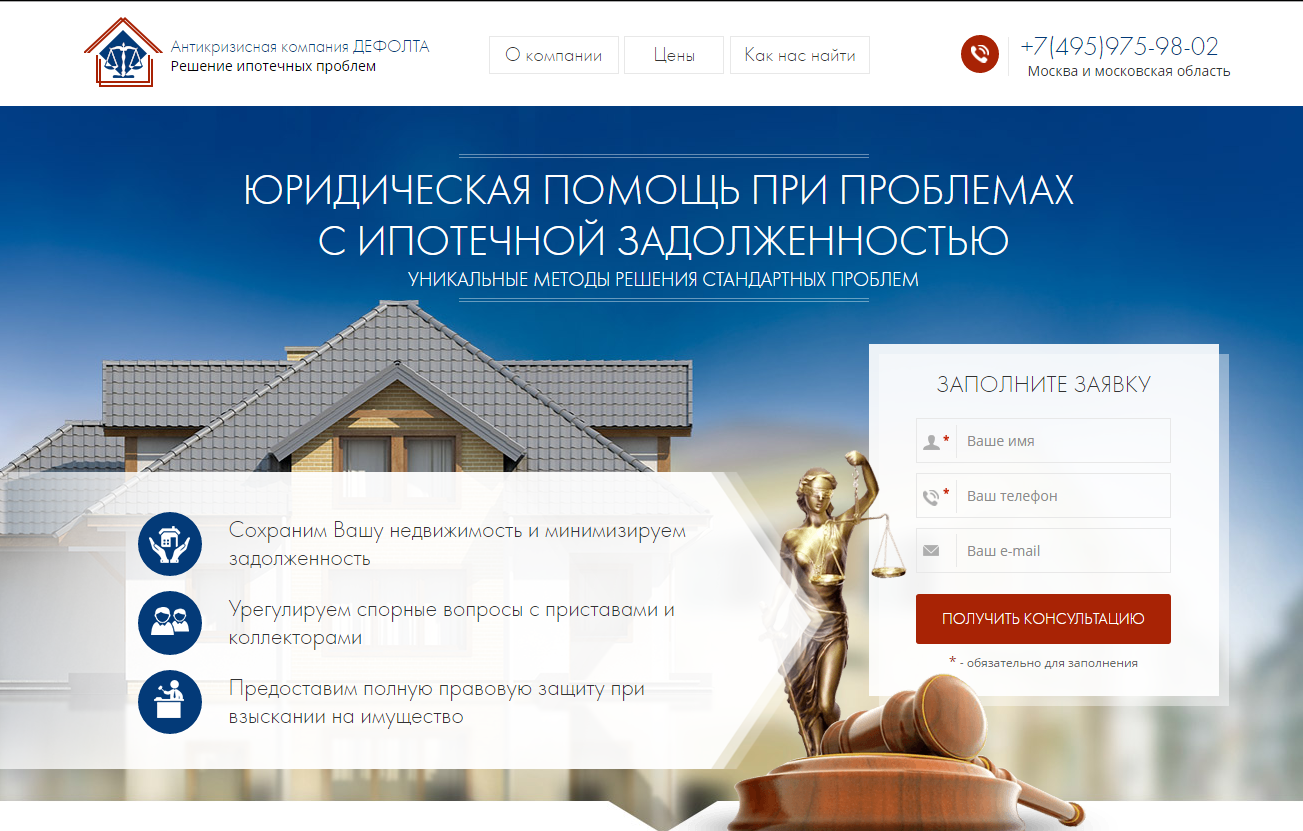 Антикризисная компания ДЕФОЛТА
Решение ипотечных проблем
О компании
Цены
Как нас найти
+7(495)975-98-02
Москва и московская область
ЮРИДИЧЕСКАЯ ПОМОЩЬ ПРИ ПРОБЛЕМАХ
С ИПОТЕЧНОЙ ЗАДОЛЖЕННОСТЬЮ
УНИКАЛЬНЫЕ МЕТОДЫ РЕШЕНИЯ СТАНДАРТНЫХ ПРОБЛЕМ
Сохраним Вашу недвижимость и минимизируем
задолженность
Урегулируем спорные вопросы с приставами и
коллекторами
Предоставим полную правовую защиту при
взыскании на имущество
ЗАПОЛНИТЕ ЗАЯВКУ
* Ваше имя
* Ваш телефон
Ваш e-mail
ПОЛУЧИТЬ КОНСУЛЬТАЦИЮ
* - обязательно для заполнения